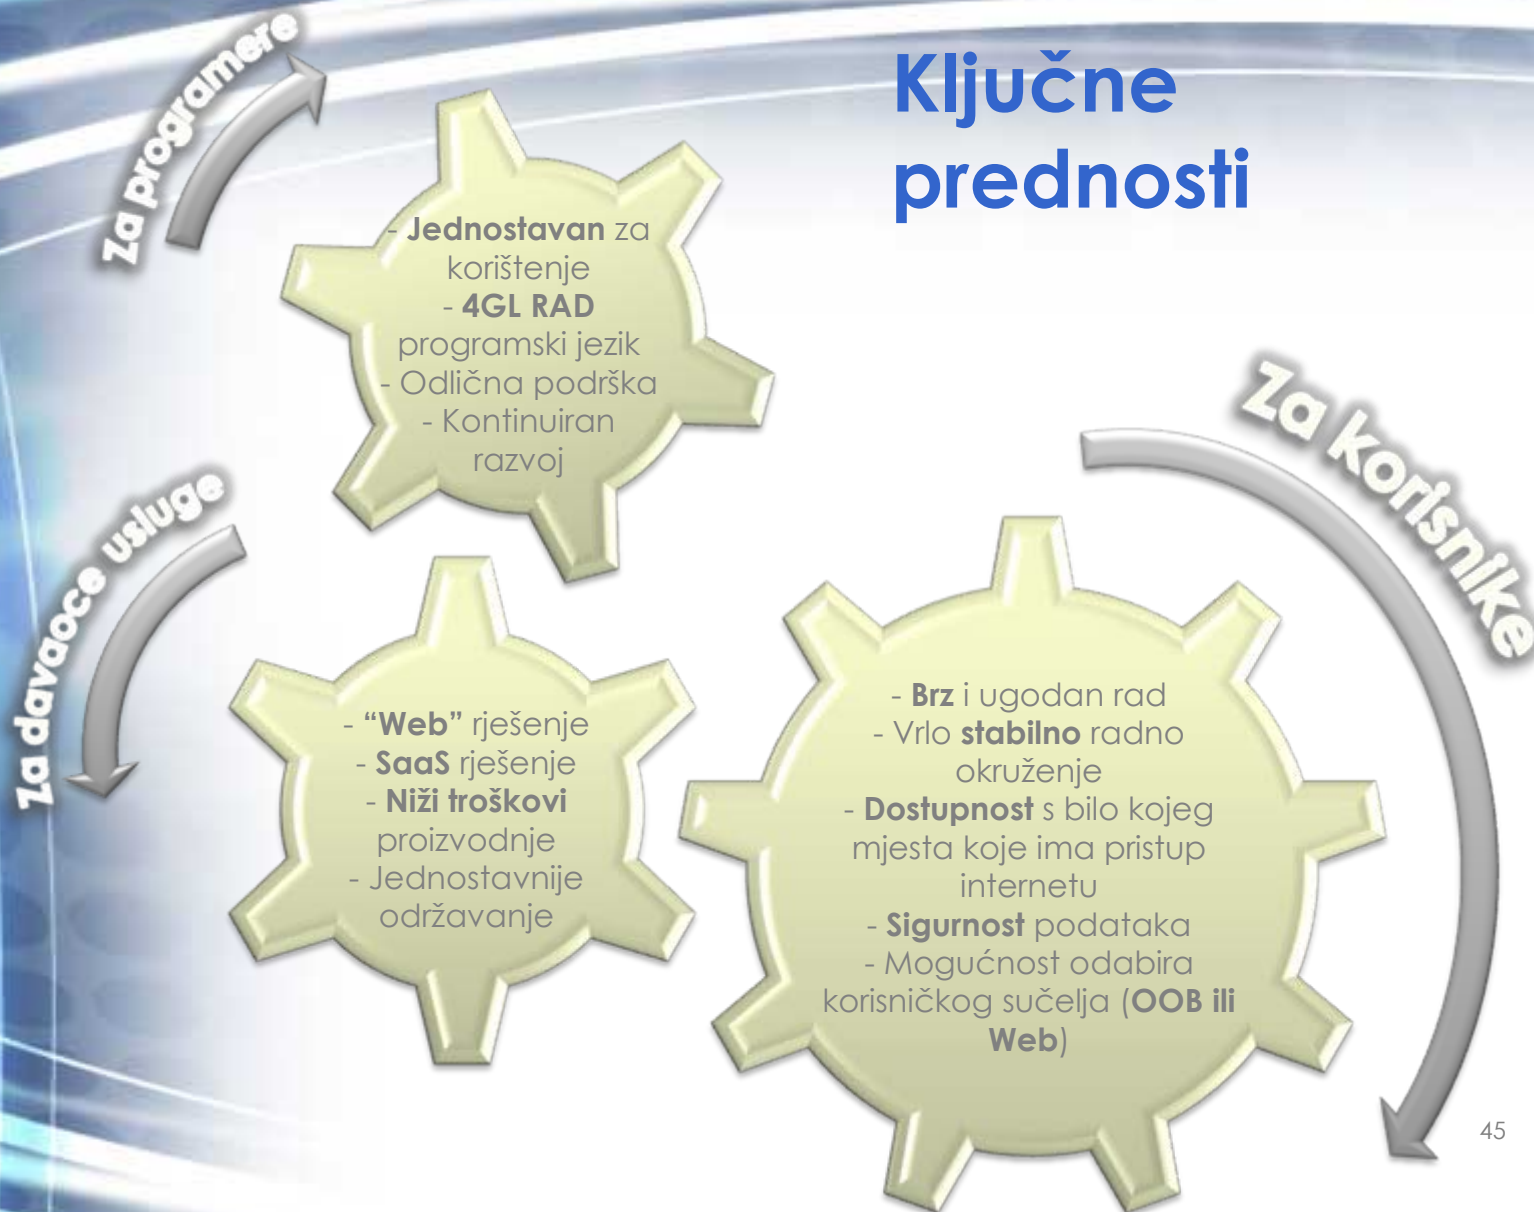 Ključne
prednosti
Za programere
- Jednostavan za
korištenje
- 4GL RAD
programski jezik
- Odlična podrška
- Kontinuiran
razvoj
Za davaoce usluge
- “Web” rješenje
- SaaS rješenje
- Niži troškovi
proizvodnje
- Jednostavnije
održavanje
Za korisnike
- Brz i ugodan rad
- Vrlo stabilno radno
okruženje
- Dostupnost s bilo kojeg
mjesta koje ima pristup
internetu
- Sigurnost podataka
- Mogućnost odabira
korisničkog sučelja (OOB ili
Web)
45